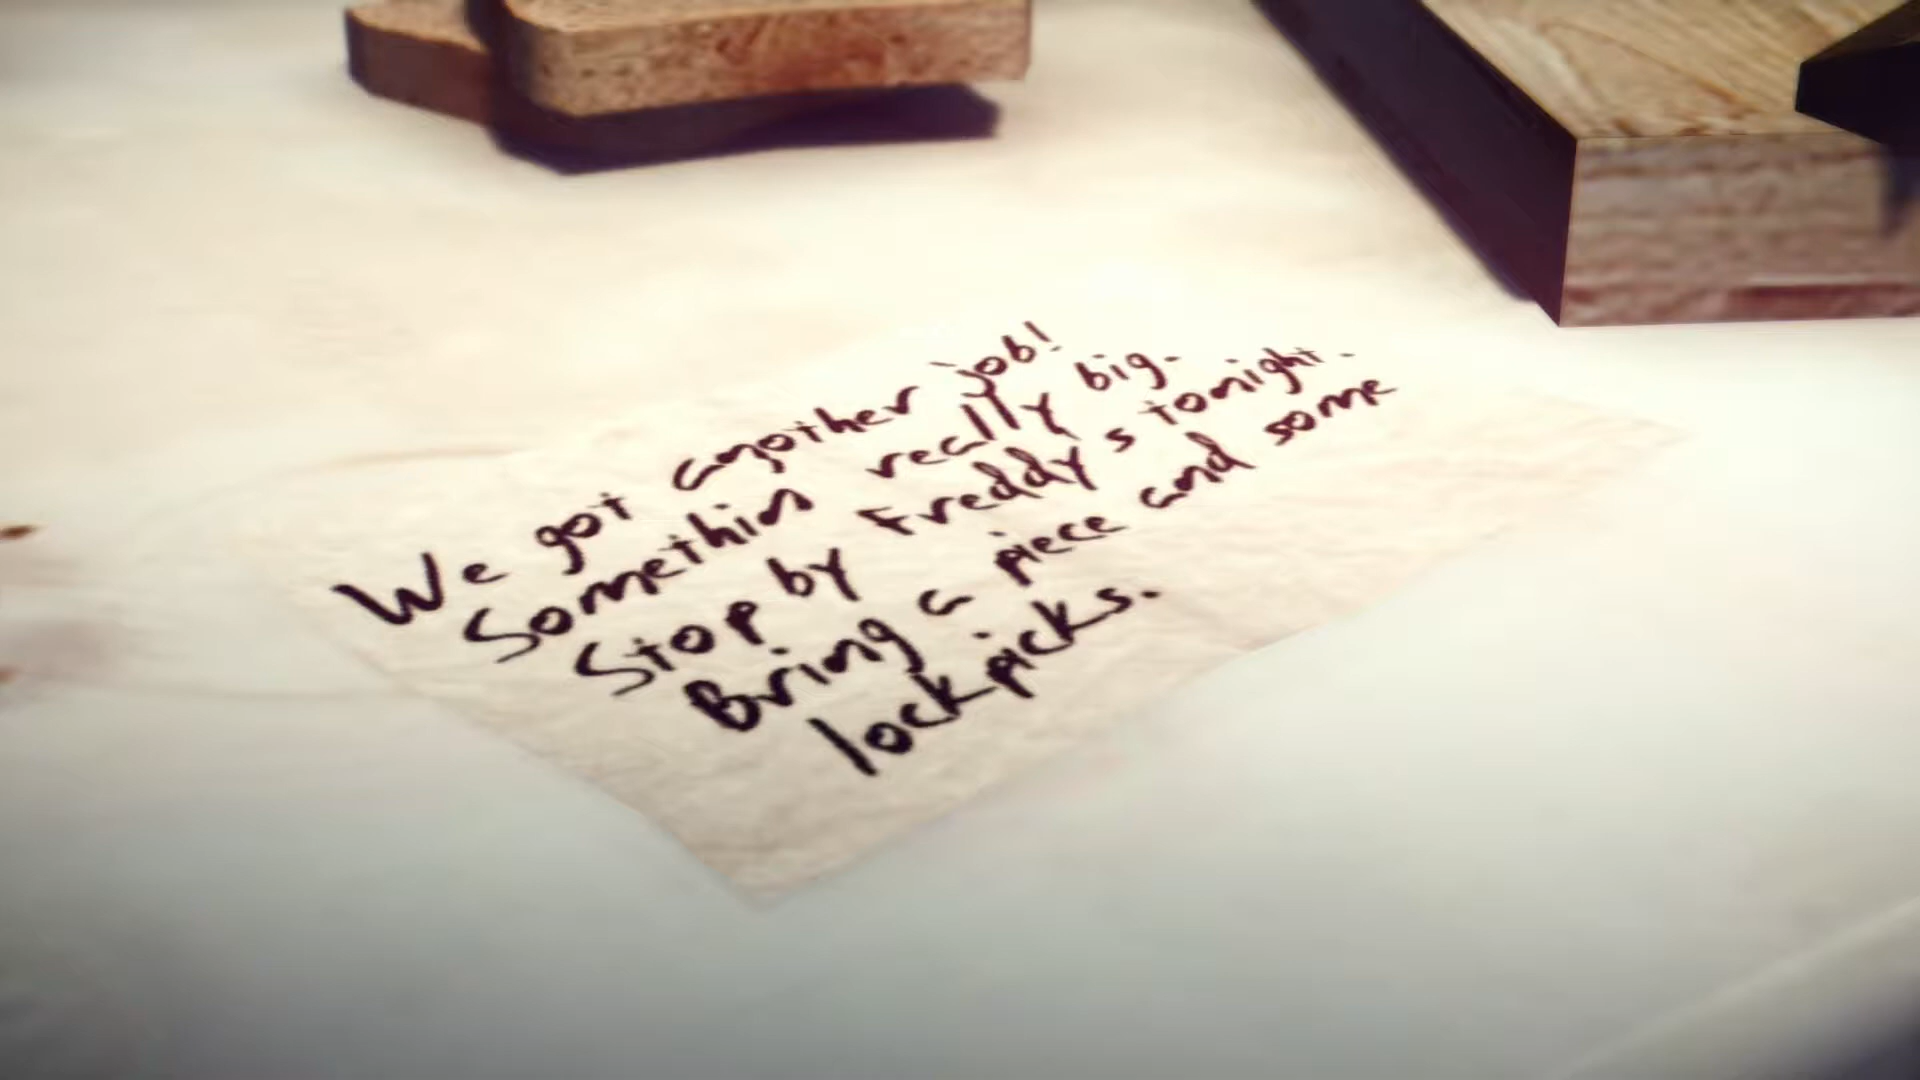 We got another job!
Somethin really big.
Stop by Freddy's tonight.
Bring a piece and some
lockpicks.